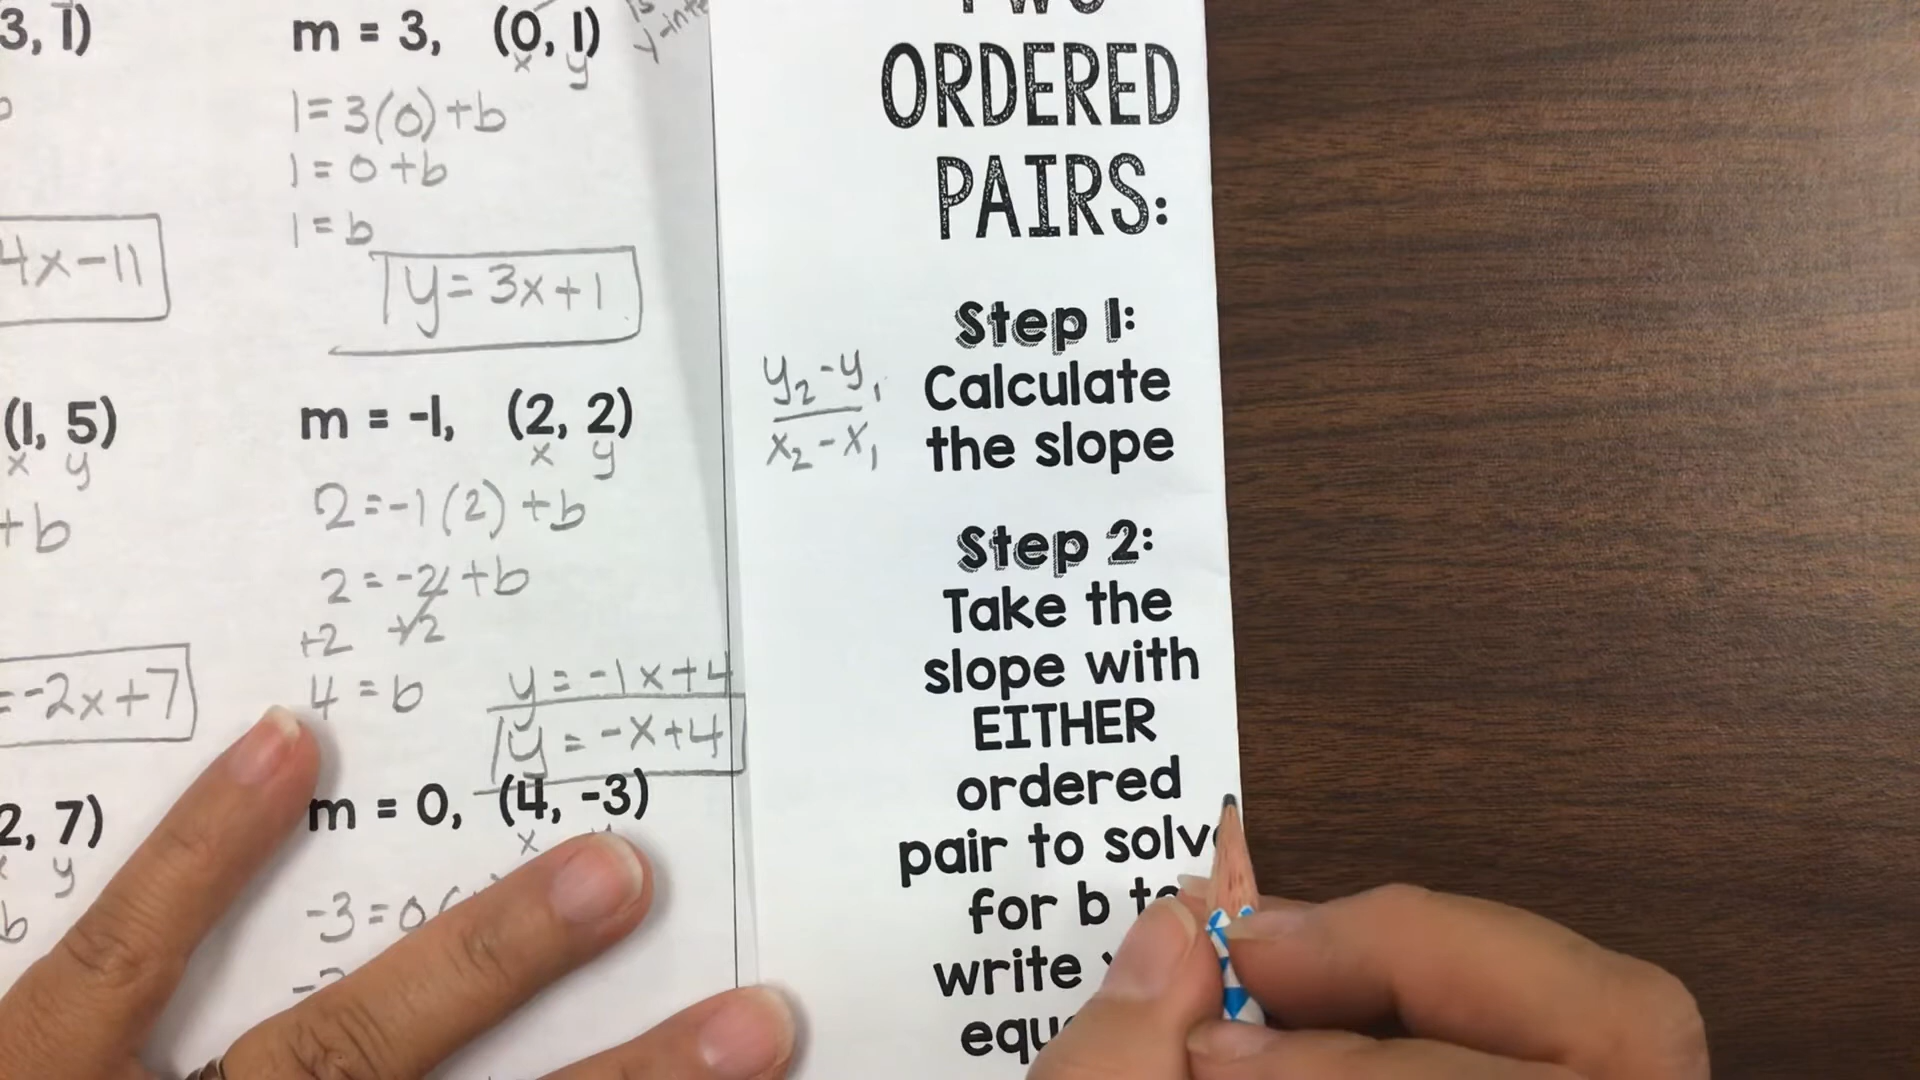 3, 1)
4x-11
(1, 5)
x y
+b
=-2x+7
2, 7)
y
b
m = 3, (0, 1)
x y
1=3(0)+b
1=0+b
1=b
y=3x+1
m = -1, (2, 2)
x y
2=-1(2)+b
2=-2+b
+2 +2
4=b
y=-1x+4
y=-x+4
m = 0, (4, -3)
x
-3=0
TWO
ORDERED
PAIRS:
Step 1:
Calculate
the slope
y₂-y₁
x₂-x₁
Step 2:
Take the
slope with
EITHER
ordered
pair to solve
for b to
write